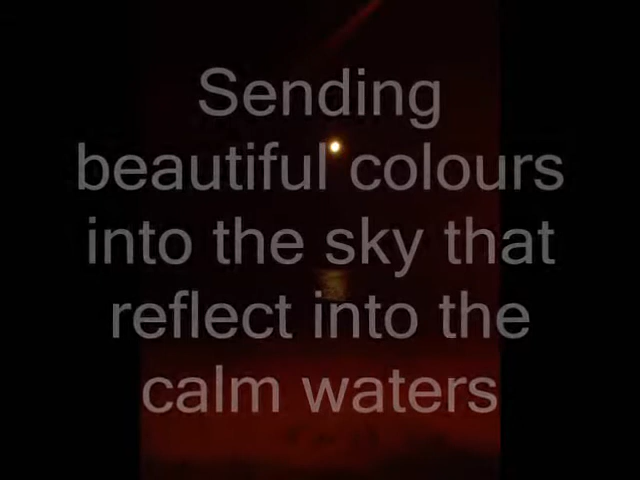 Sending
beautiful colours
into the sky that
reflect into the
calm waters